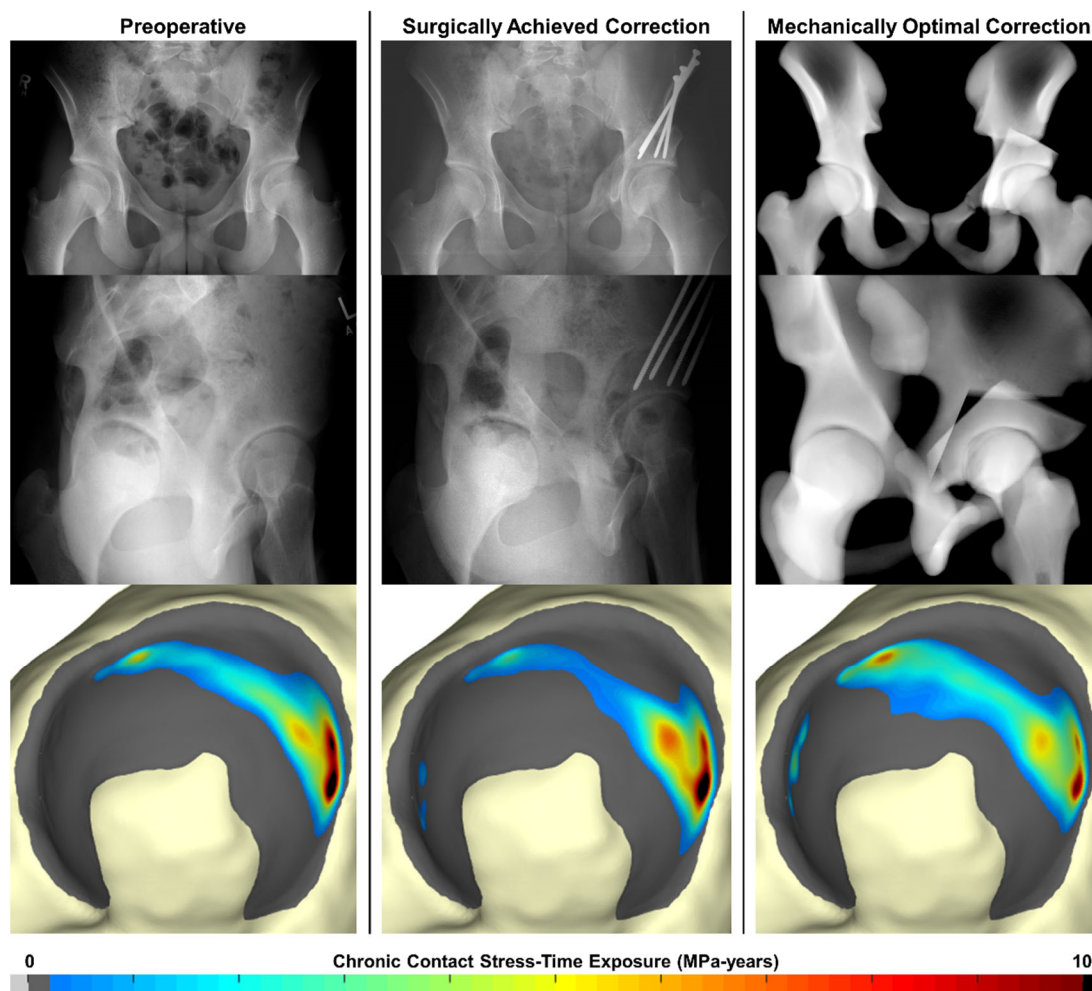 Preoperative
Surgically Achieved Correction
Mechanically Optimal Correction
R
L
A
0
Chronic Contact Stress-Time Exposure (MPa-years)
10